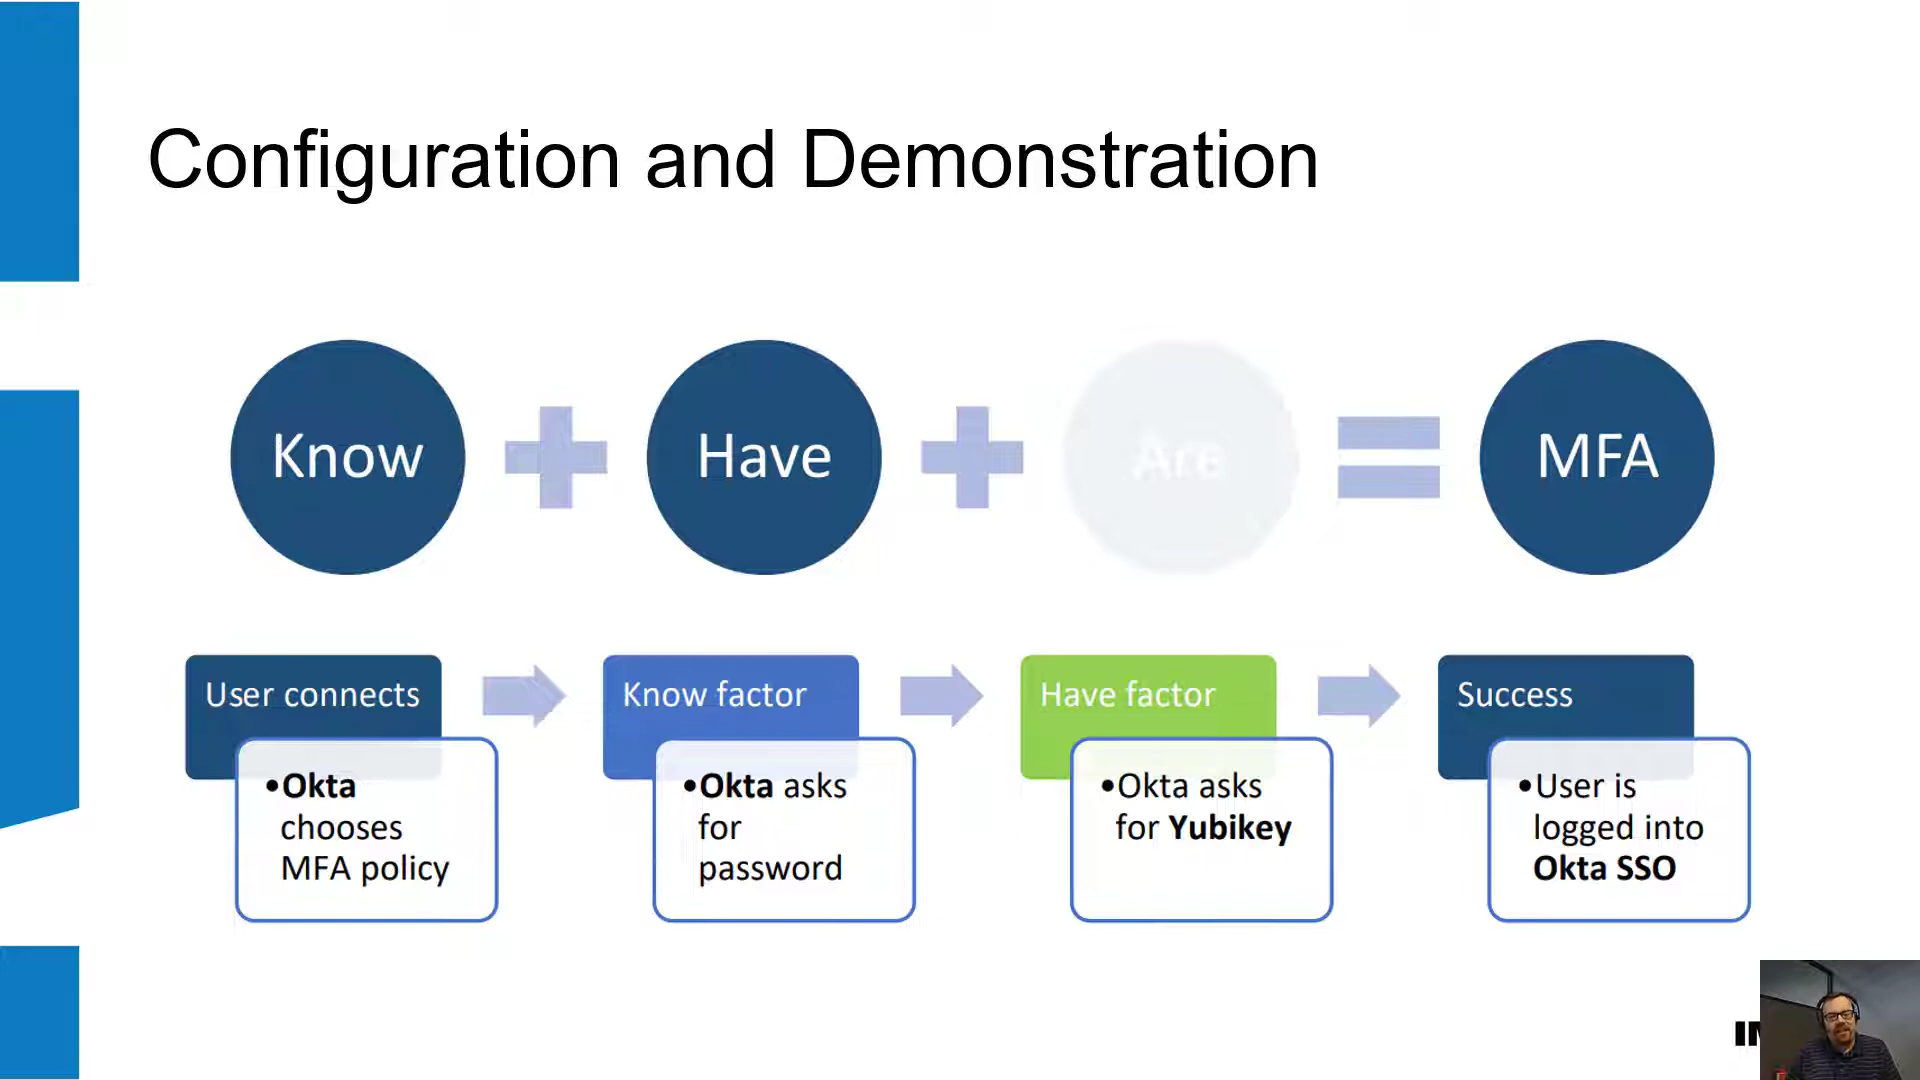 Configuration and Demonstration
Know
Have
Are
MFA
User connects
•Okta
chooses
MFA policy
Know factor
•Okta asks
for
password
Have factor
•Okta asks
for Yubikey
Success
•User is
logged into
Okta SSO